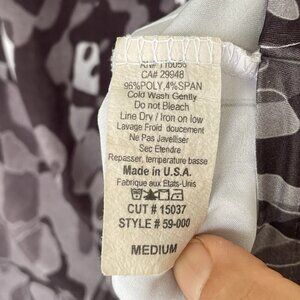 CA# 29948
96%POLY,4%SPAN
Cold Wash Gently
Do not Bleach
Line Dry / Iron on low
Lavage Froid doucement
Ne Pas Javelliser
Sec Etendre
Repasser, temperature basse
Made in U.S.A.
Fabrique aux Etats-Unis
CUT # 15037
STYLE # 59-000
MEDIUM